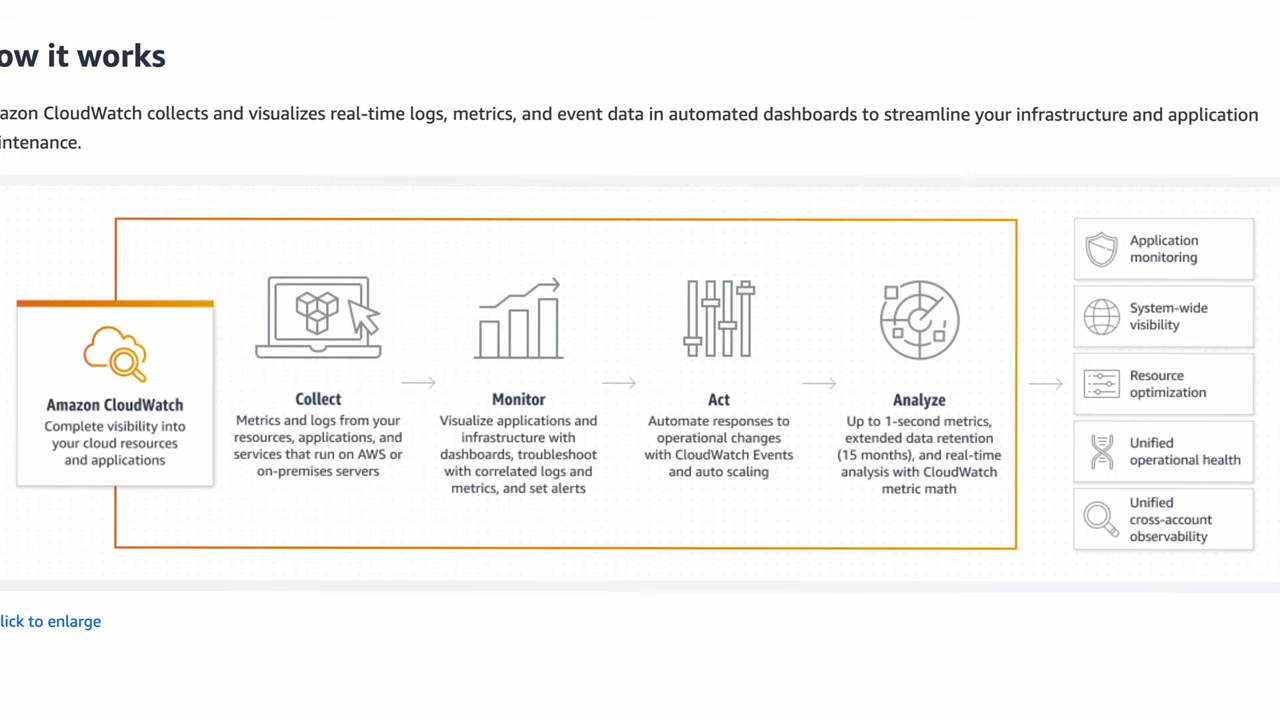 ow it works
azon CloudWatch collects and visualizes real-time logs, metrics, and event data in automated dashboards to streamline your infrastructure and application
intenance.
Amazon CloudWatch
Complete visibility into
your cloud resources
and applications
Collect
Metrics and logs from your
resources, applications, and
services that run on AWS or
on-premises servers
Monitor
Visualize applications and
infrastructure with
dashboards, troubleshoot
with correlated logs and
metrics, and set alerts
Act
Automate responses to
operational changes
with CloudWatch Events
and auto scaling
Analyze
Up to 1-second metrics,
extended data retention
(15 months), and real-time
analysis with CloudWatch
metric math
Application
monitoring
System-wide
visibility
Resource
optimization
Unified
operational health
Unified
cross-account
observability
lick to enlarge